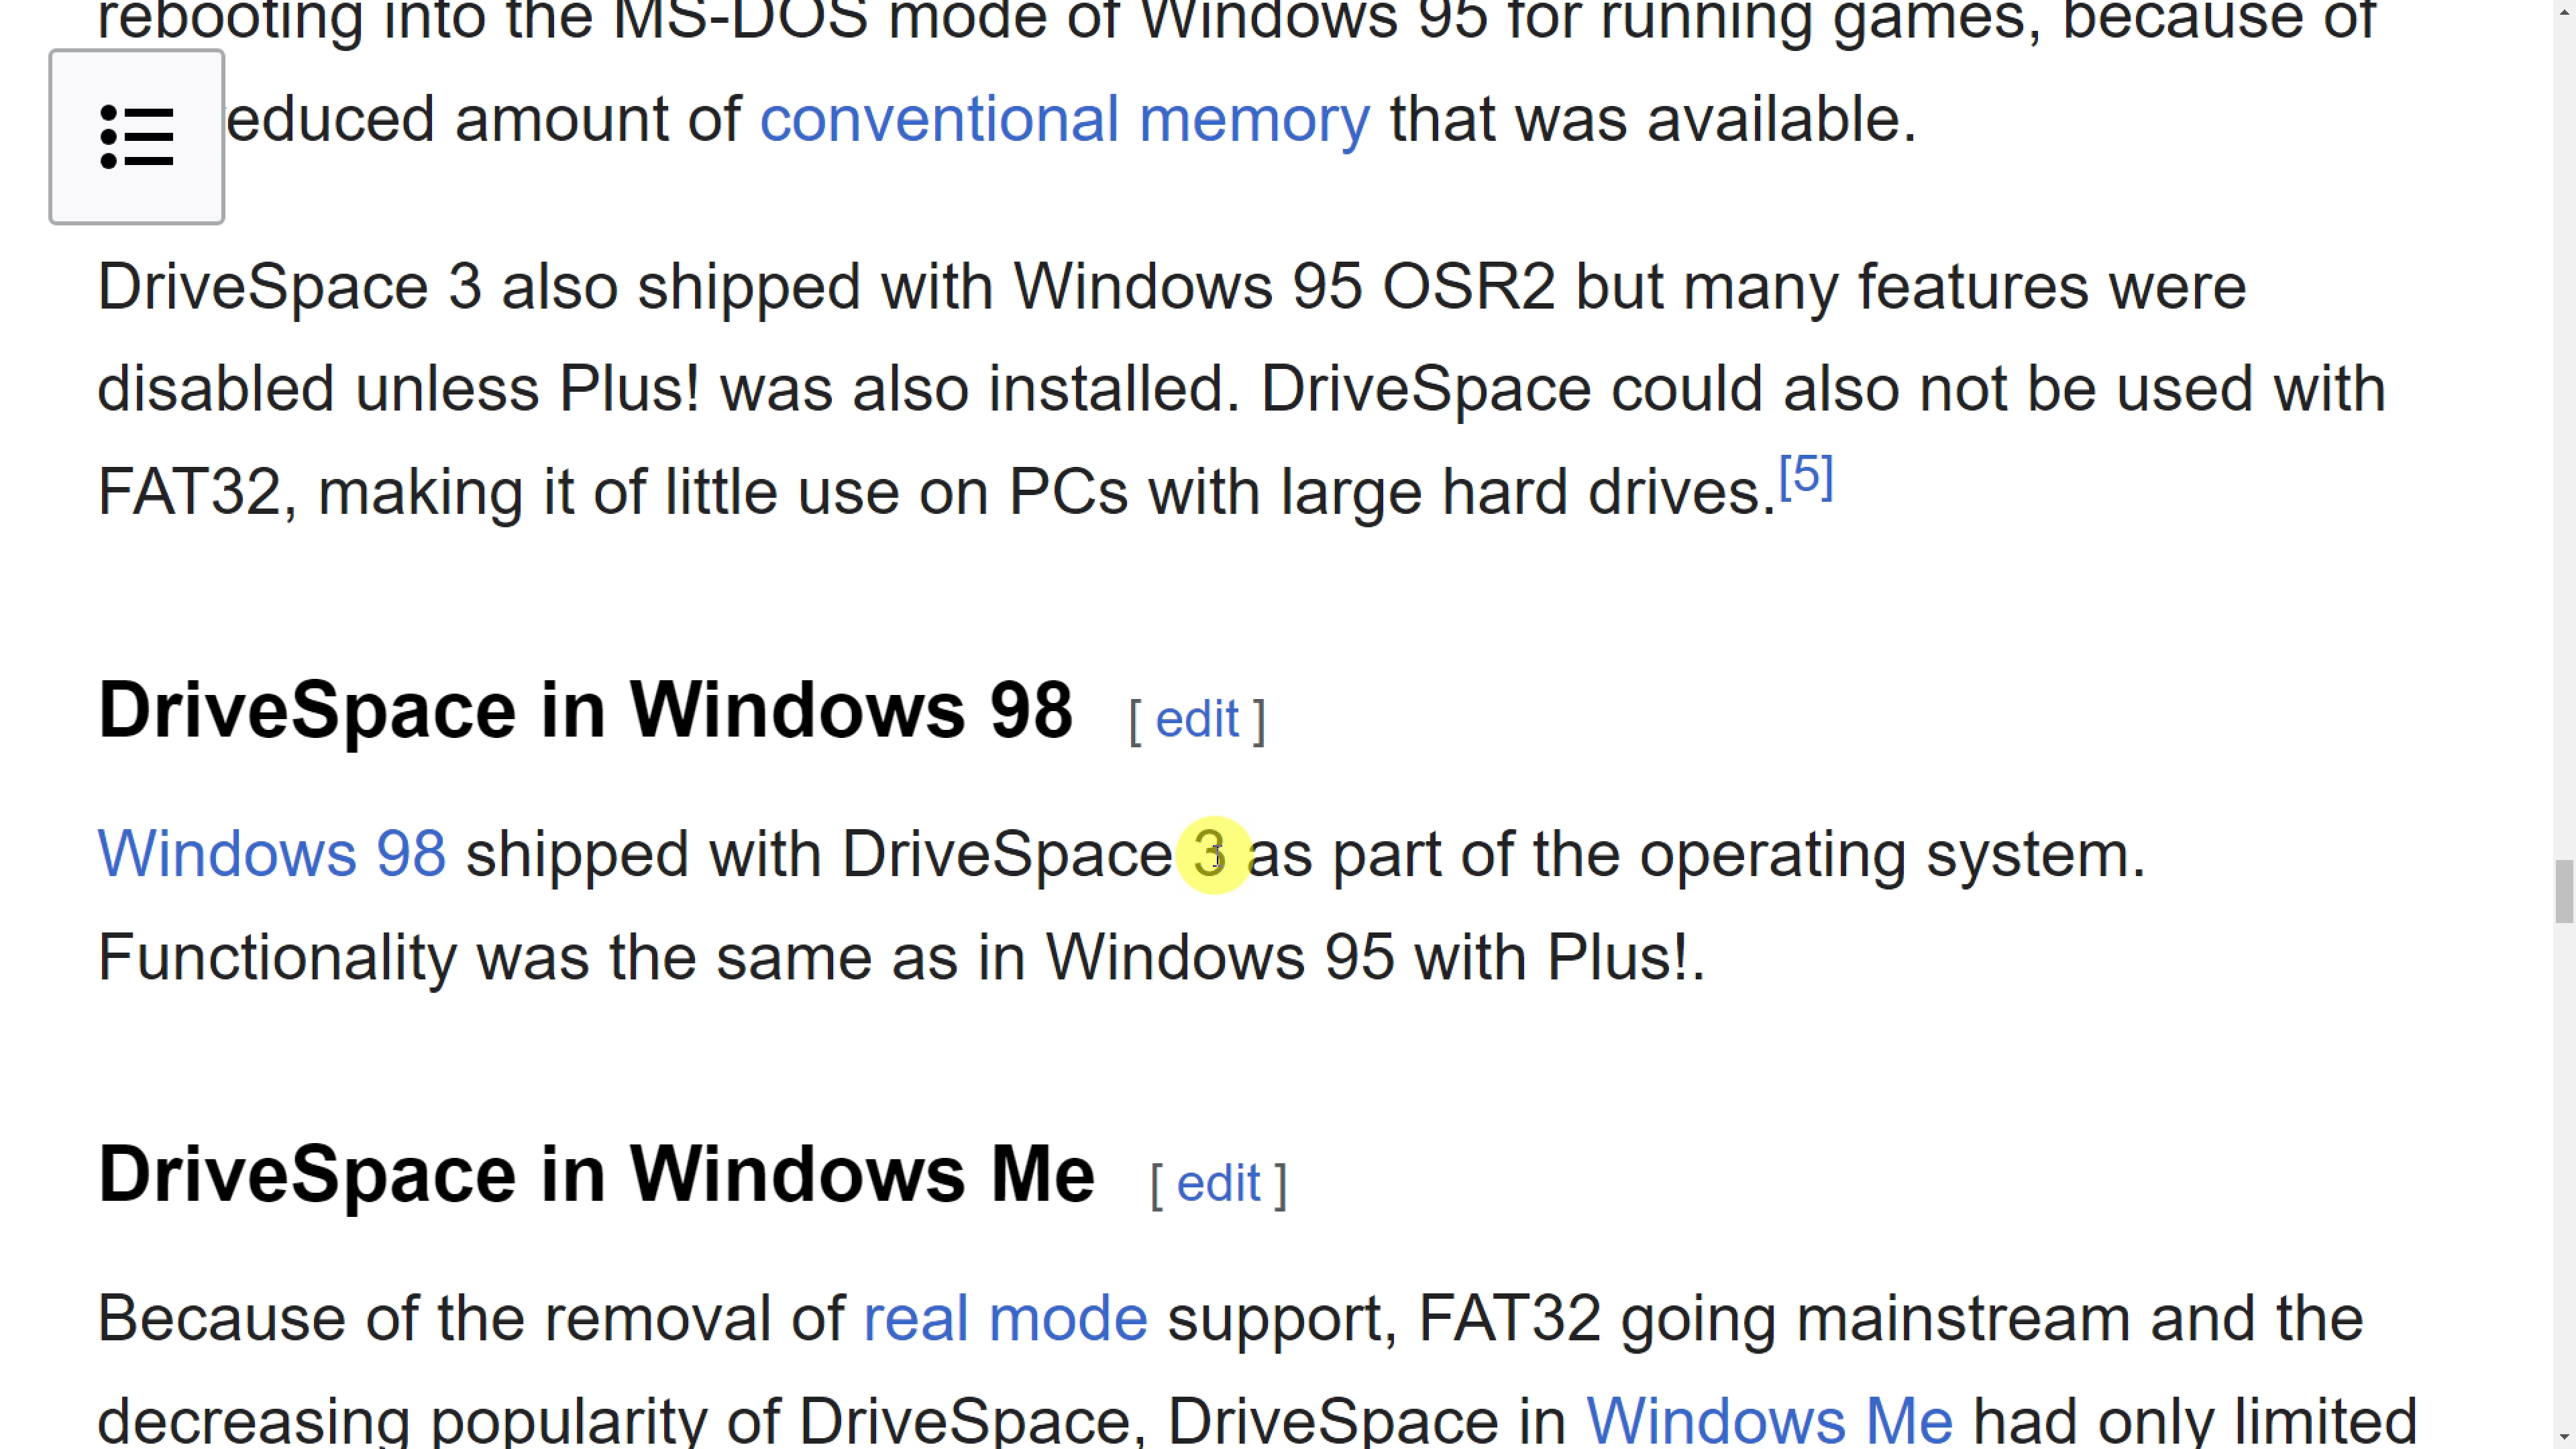 rebooting into the MS-DOS mode of Windows 95 for running games, because of
educed amount of conventional memory that was available.
DriveSpace 3 also shipped with Windows 95 OSR2 but many features were
disabled unless Plus! was also installed. DriveSpace could also not be used with
FAT32, making it of little use on PCs with large hard drives.[5]
DriveSpace in Windows 98 [ edit ]
Windows 98 shipped with DriveSpace 3 as part of the operating system.
Functionality was the same as in Windows 95 with Plus!.
DriveSpace in Windows Me [ edit ]
Because of the removal of real mode support, FAT32 going mainstream and the
decreasing popularity of DriveSpace, DriveSpace in Windows Me had only limited